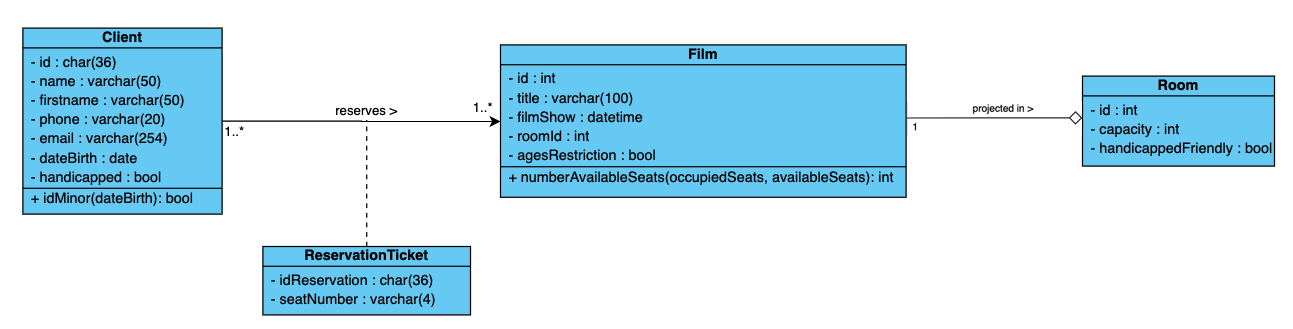 Client
- id : char(36)
- name : varchar(50)
- firstname : varchar(50)
- phone : varchar(20)
- email : varchar(254)
- dateBirth : date
- handicapped : bool
+ idMinor(dateBirth): bool
1..*
reserves >
1..*
ReservationTicket
- idReservation : char(36)
- seatNumber : varchar(4)
Film
- id : int
- title : varchar(100)
- filmShow : datetime
- roomId : int
- agesRestriction : bool
+ numberAvailableSeats(occupiedSeats, availableSeats): int
1
projected in >
Room
- id : int
- capacity : int
- handicappedFriendly : bool